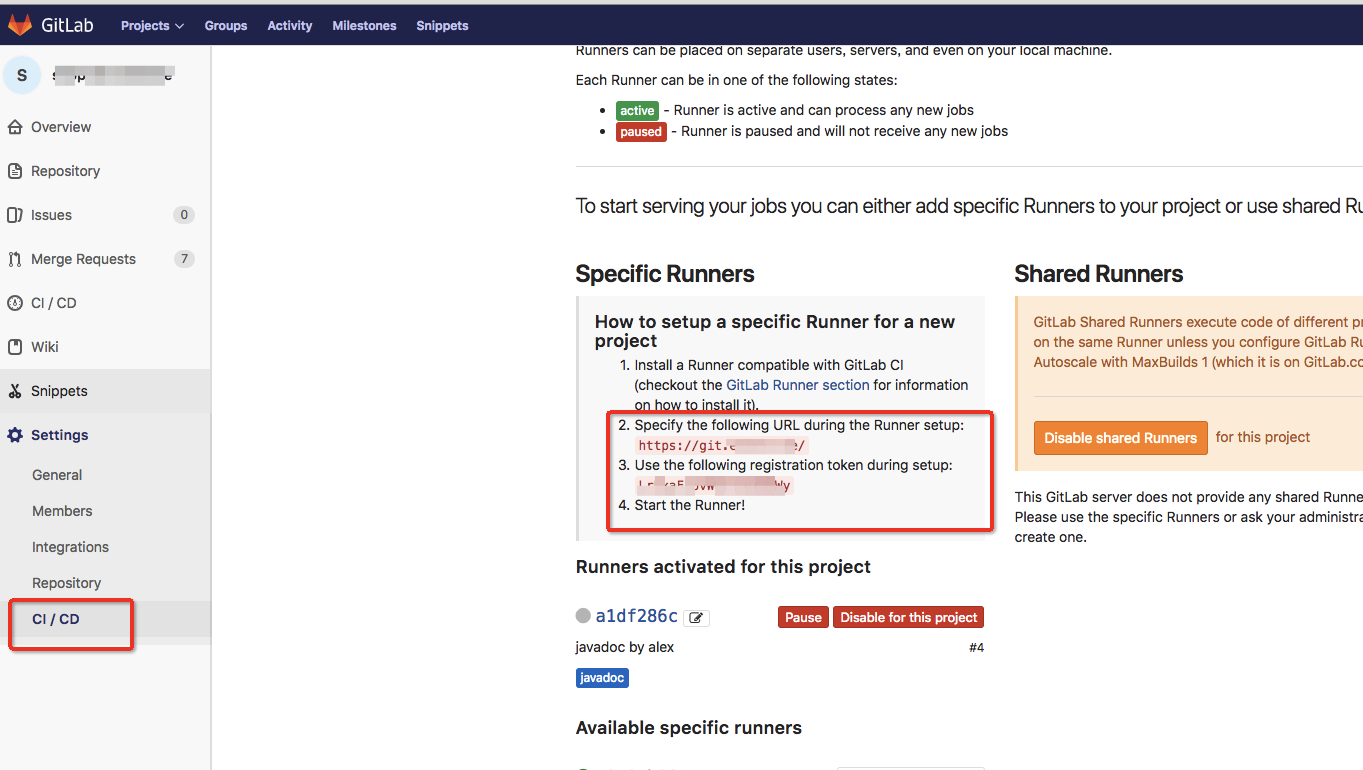 GitLab Projects Groups Activity Milestones Snippets
S
Overview
Repository
Issues 0
Merge Requests 7
CI / CD
Wiki
Snippets
Settings
General
Members
Integrations
Repository
CI / CD
Runners can be placed on separate users, servers, and even on your local machine.
Each Runner can be in one of the following states:
active - Runner is active and can process any new jobs
paused - Runner is paused and will not receive any new jobs
To start serving your jobs you can either add specific Runners to your project or use shared
Specific Runners
How to setup a specific Runner for a new
project
1. Install a Runner compatible with GitLab CI
(checkout the GitLab Runner section for information
on how to install it).
2. Specify the following URL during the Runner setup:
https://git.
3. Use the following registration token during setup:
4. Start the Runner!
Runners activated for this project
a1df286c Pause Disable for this project
javadoc by alex #4
javadoc
Available specific runners
Shared Runners
GitLab Shared Runners execute code of different
on the same Runner unless you configure GitLab
Autoscale with MaxBuilds 1 (which it is on
Disable shared Runners for this project
This GitLab server does not provide any shared
Please use the specific Runners or ask your
create one.